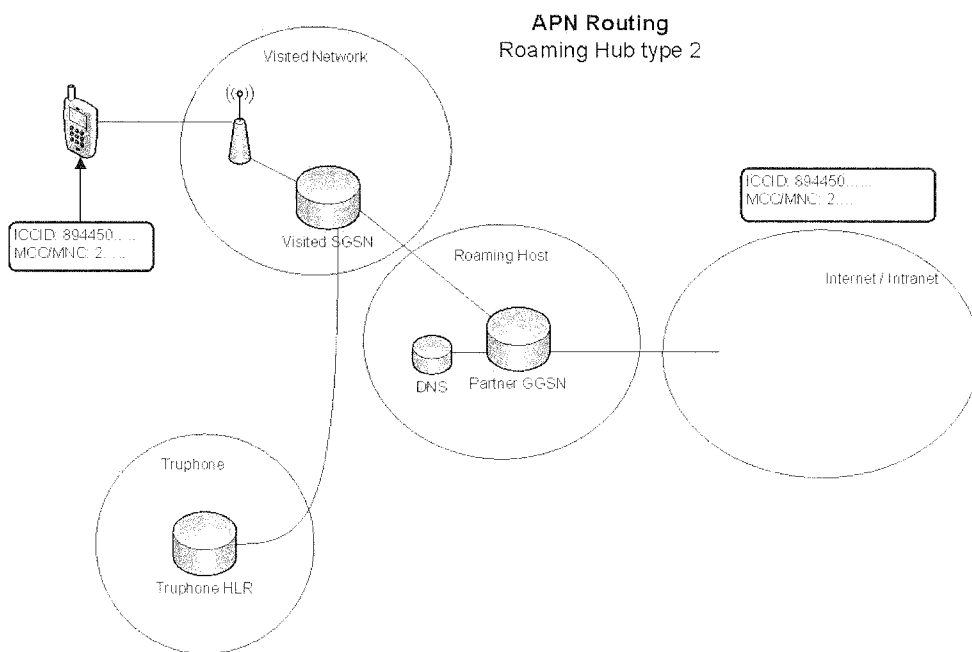 APN Routing
Roaming Hub type 2
Visited Network
ICCID: 894450......
MCC/MNC: 2....
ICCID: 894450.....
MCC/MNC: 2.....
Visited SGSN
Roaming Host
Internet / Intranet
DNS
Partner GGSN
Truphone
Truphone HLR